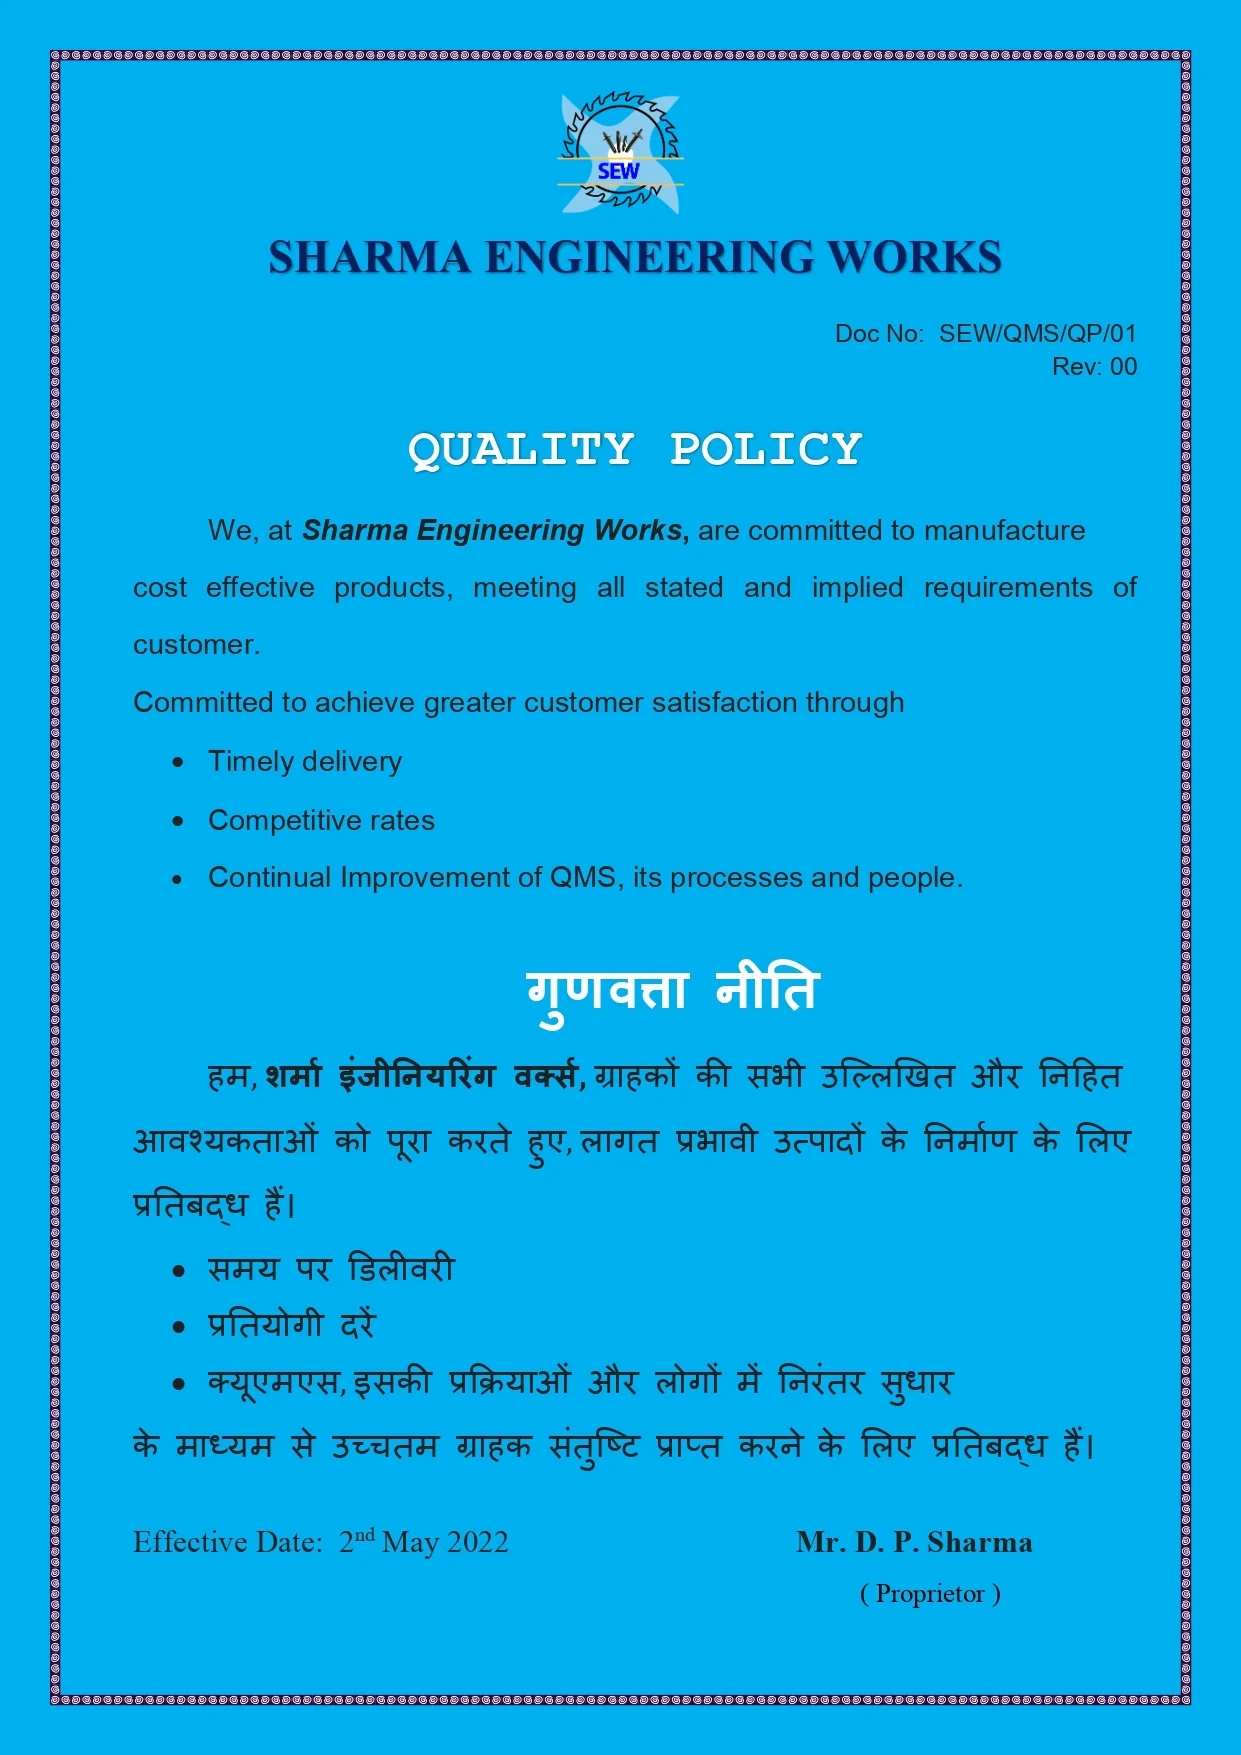 SEW
SHARMA ENGINEERING WORKS
Doc No: SEW/QMS/QP/01
Rev: 00
QUALITY POLICY
We, at Sharma Engineering Works, are committed to manufacture
cost effective products, meeting all stated and implied requirements of
customer.
Committed to achieve greater customer satisfaction through
• Timely delivery
• Competitive rates
• Continual Improvement of QMS, its processes and people.
गुणवत्ता नीति
हम, शर्मा इंजीनियरिंग वर्क्स, ग्राहकों की सभी उल्लिखित और निहित
आवश्यकताओं को पूरा करते हुए, लागत प्रभावी उत्पादों के निर्माण के लिए
प्रतिबद्ध हैं।
• समय पर डिलीवरी
• प्रतियोगी दरें
• क्यूएमएस, इसकी प्रक्रियाओं और लोगों में निरंतर सुधार
के माध्यम से उच्चतम ग्राहक संतुष्टि प्राप्त करने के लिए प्रतिबद्ध हैं।
Effective Date: 2nd May 2022 Mr. D. P. Sharma
( Proprietor )